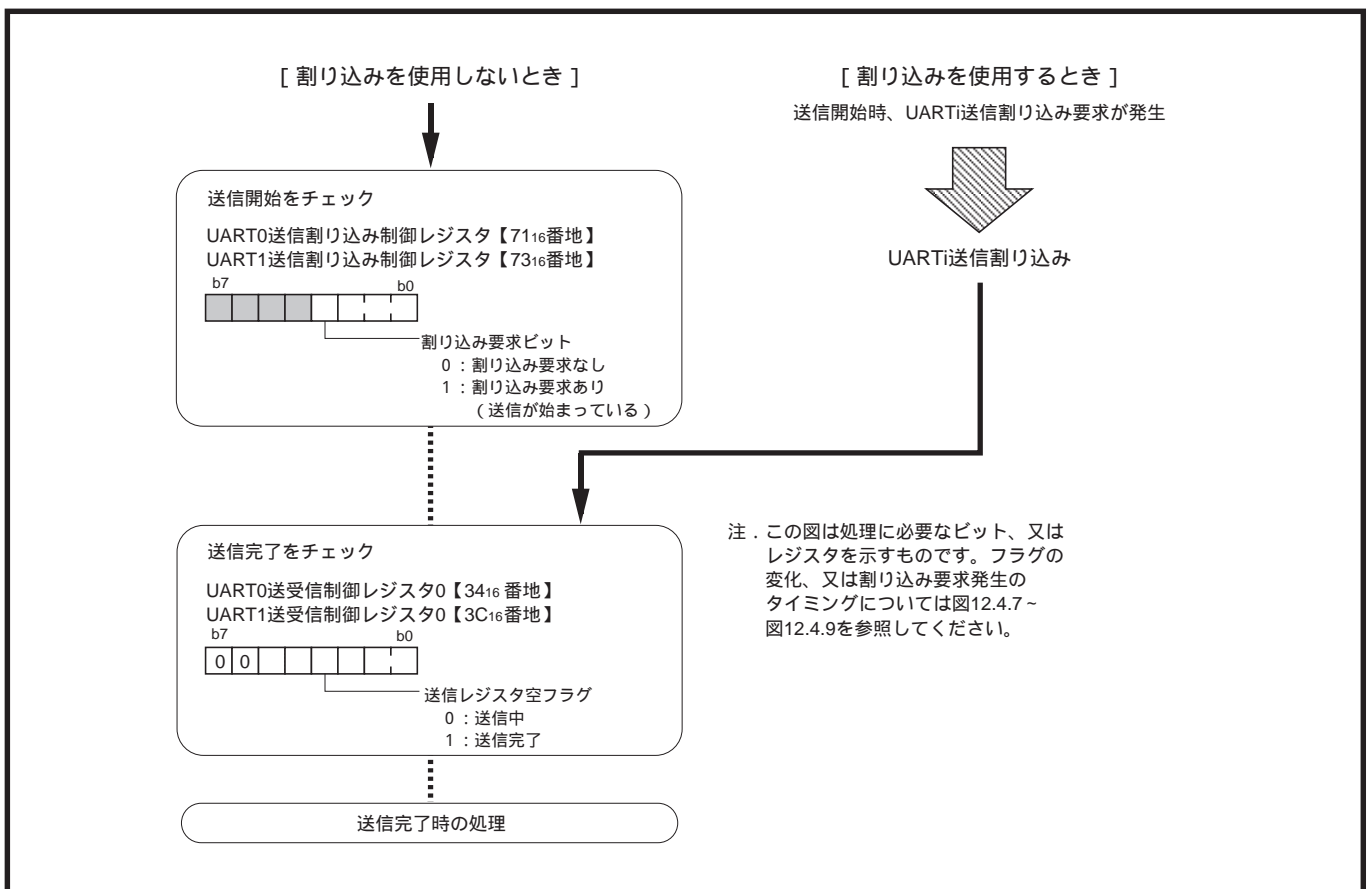 [ 割り込みを使用しないとき ]
送信開始をチェック
UART0送信割り込み制御レジスタ【7116番地】
UART1送信割り込み制御レジスタ【7316番地】
b7 b0
割り込み要求ビット
0 : 割り込み要求なし
1 : 割り込み要求あり
( 送信が始まっている )
[ 割り込みを使用するとき ]
送信開始時、UARTi送信割り込み要求が発生
UARTi送信割り込み
送信完了をチェック
UART0送受信制御レジスタ0【3416 番地】
UART1送受信制御レジスタ0【3C16番地】
b7 b0
0 0
送信レジスタ空フラグ
0 : 送信中
1 : 送信完了
送信完了時の処理
注 . この図は処理に必要なビット、又は
レジスタを示すものです。フラグの
変化、又は割り込み要求発生の
タイミングについては図12.4.7 ~
図12.4.9を参照してください。